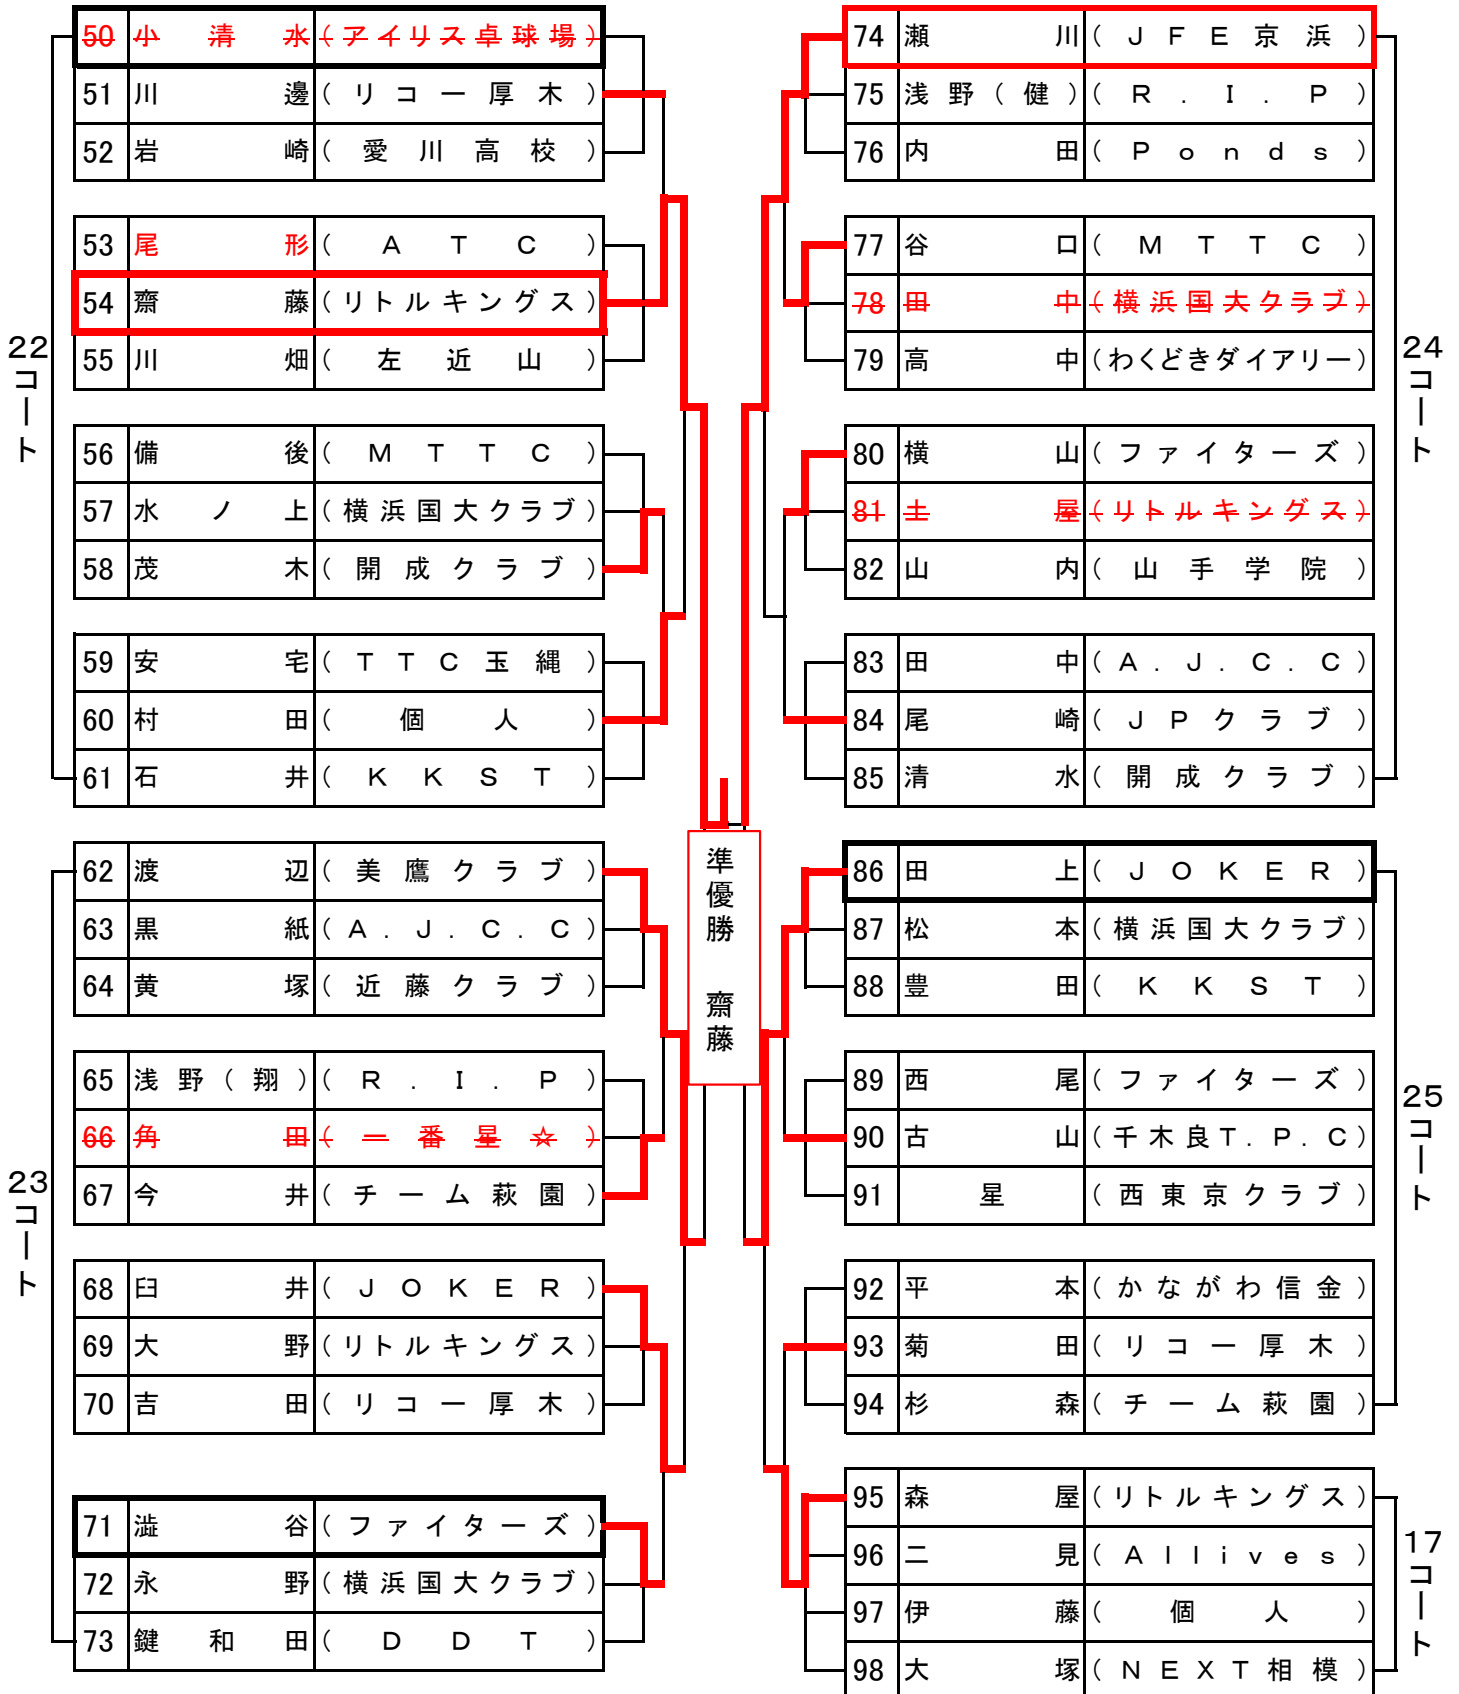 50 小清水(アイリス卓球場)
51 川邊(リコー厚木)
52 岩崎(愛川高校)
53 尾形(ATC)
54 齋藤(リトルキングス)
55 川畑(左近山)
22コート
56 備後(MTTC)
57 水ノ上(横浜国大クラブ)
58 茂木(開成クラブ)
59 安宅(TTC玉縄)
60 村田(個人)
61 石井(KKST)
62 渡辺(美鷹クラブ)
63 黒紙(A.J.C.C)
64 黄塚(近藤クラブ)
65 浅野(翔)(R.I.P)
66 角田(一番星☆)
67 今井(チーム萩園)
23コート
68 臼井(JOKER)
69 大野(リトルキングス)
70 吉田(リコー厚木)
71 澁谷(ファイターズ)
72 永野(横浜国大クラブ)
73 鍵和田(DDT)
準優勝 齋藤
74 瀬川(JFE京浜)
75 浅野(健)(R.I.P)
76 内田(Ponds)
77 谷口(MTTC)
78 田中(横浜国大クラブ)
79 高中(わくどきダイアリー)
24コート
80 横山(ファイターズ)
81 土屋(リトルキングス)
82 山内(山手学院)
83 田中(A.J.C.C)
84 尾崎(JPクラブ)
85 清水(開成クラブ)
86 田上(JOKER)
87 松本(横浜国大クラブ)
88 豊田(KKST)
89 西尾(ファイターズ)
90 古山(千木良T.P.C)
91 星(西東京クラブ)
25コート
92 平本(かながわ信金)
93 菊田(リコー厚木)
94 杉森(チーム萩園)
95 森屋(リトルキングス)
96 二見(Allives)
97 伊藤(個人)
98 大塚(NEXT相模)
17コート